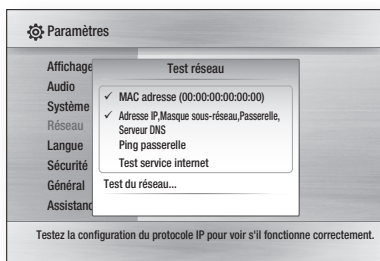 Paramètres
Affichage
Audio
Système
Réseau
Langue
Sécurité
Général
Assistanc
Test réseau
✓ MAC adresse (00:00:00:00:00:00)
✓ Adresse IP,Masque sous-réseau,Passerelle,
Serveur DNS
Ping passerelle
Test service internet
Test du réseau...
Testez la configuration du protocole IP pour voir s'il fonctionne correctement.